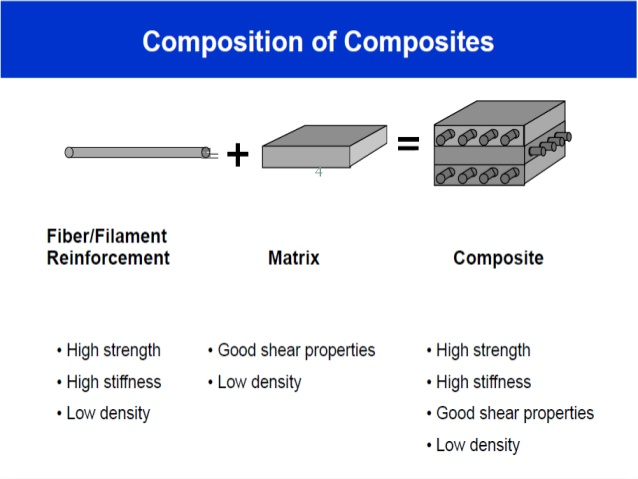 Composition of Composites
+
=
4
Fiber/Filament
Reinforcement
Matrix
Composite
• High strength
• High stiffness
• Low density
• Good shear properties
• Low density
• High strength
• High stiffness
• Good shear properties
• Low density